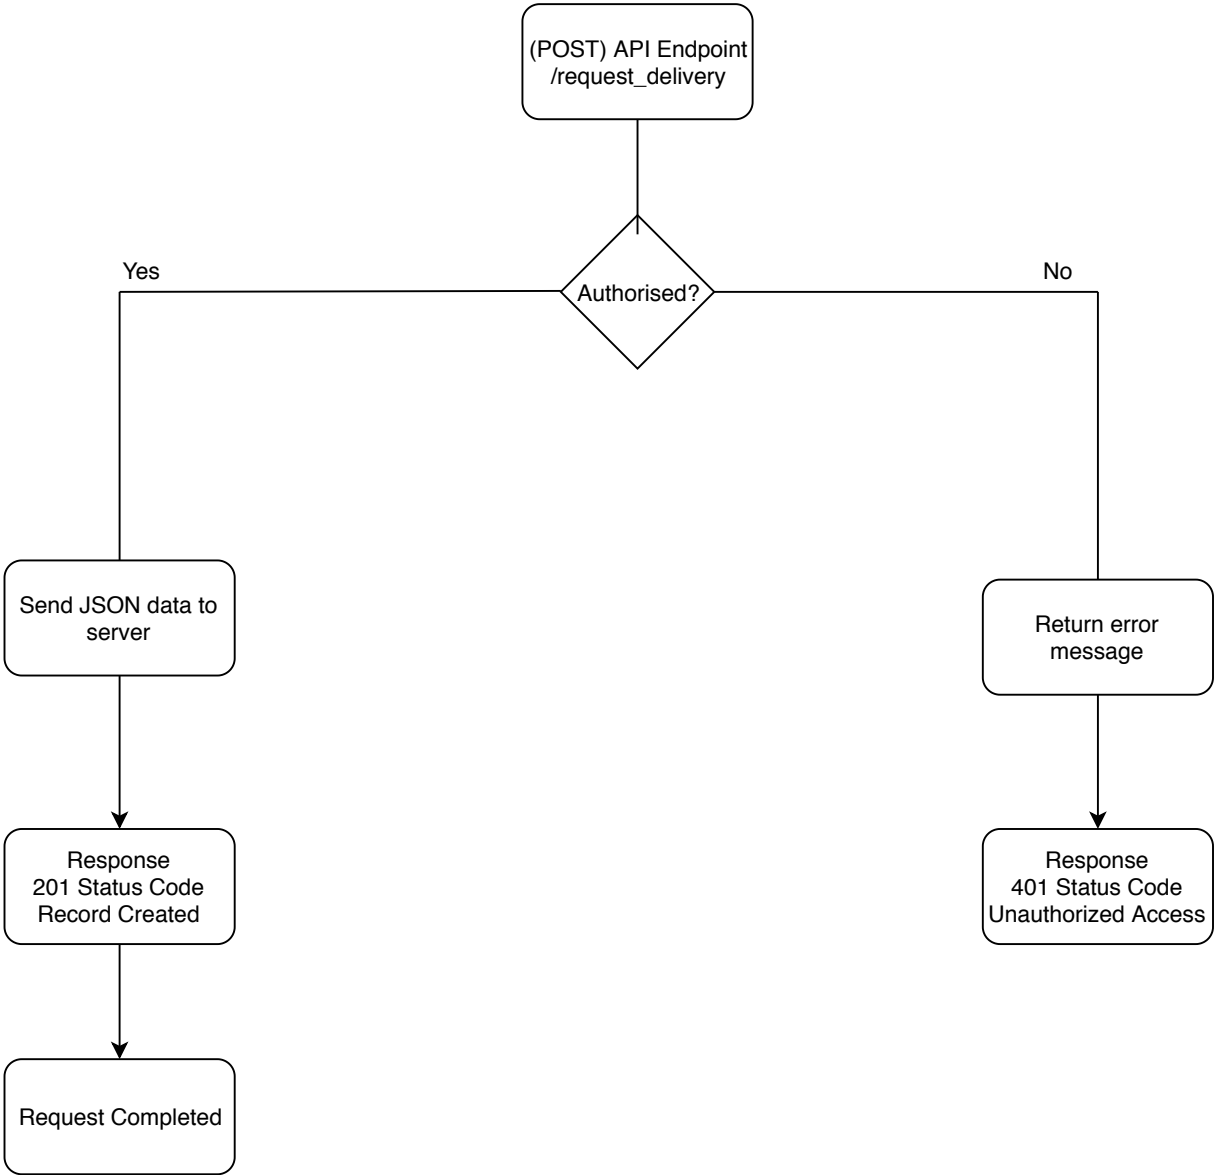 (POST) API Endpoint
/request_delivery
Yes
No
Authorised?
Send JSON data to
server
Return error
message
Response
201 Status Code
Record Created
Response
401 Status Code
Unauthorized Access
Request Completed